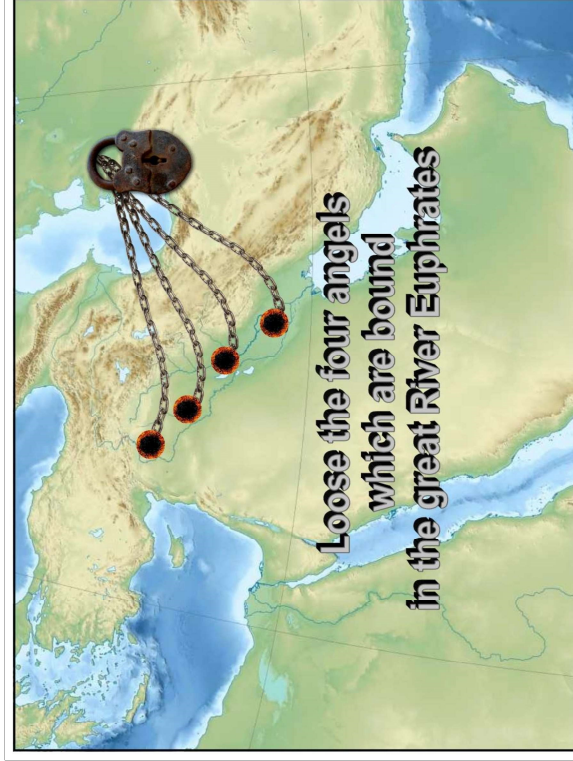 Loose the four angels
which are bound
in the great River Euphrates